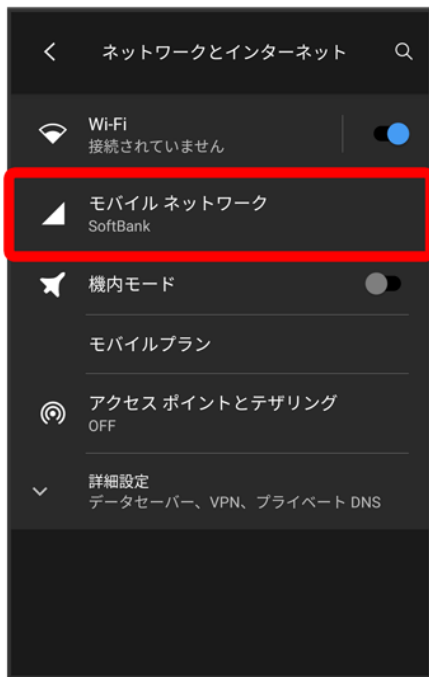 ネットワークとインターネット
Wi-Fi
接続されていません
モバイル ネットワーク
SoftBank
機内モード
モバイルプラン
アクセス ポイントとテザリング
OFF
詳細設定
データセーバー、VPN、プライベート DNS